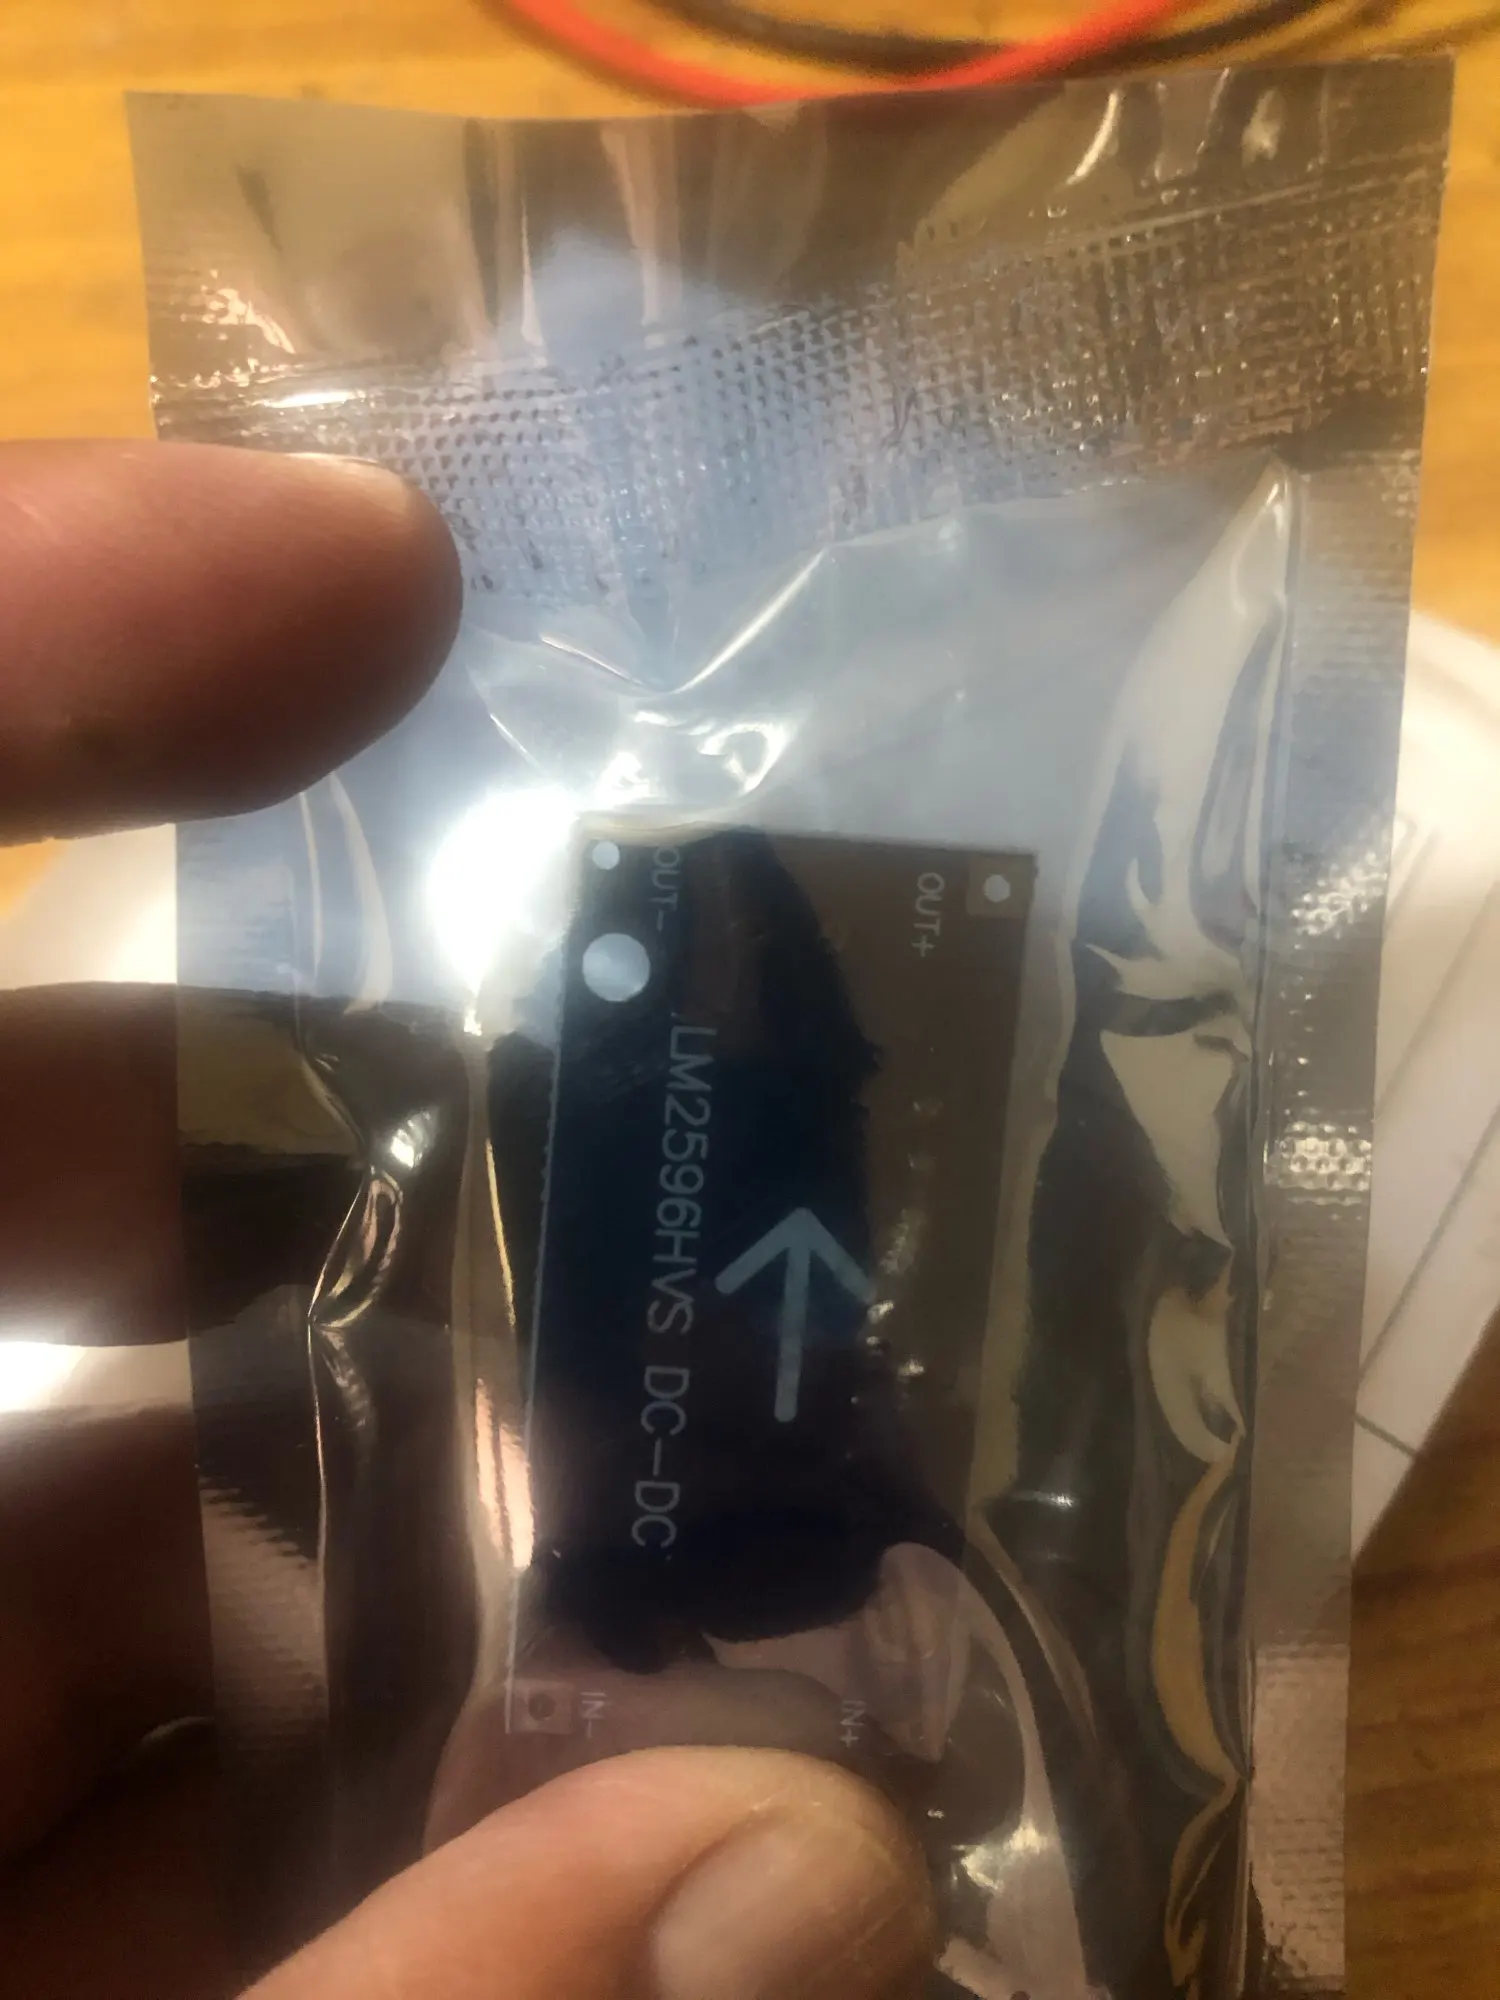 OUT-
OUT+
LM2596HVS DC-DC
IN-
IN+